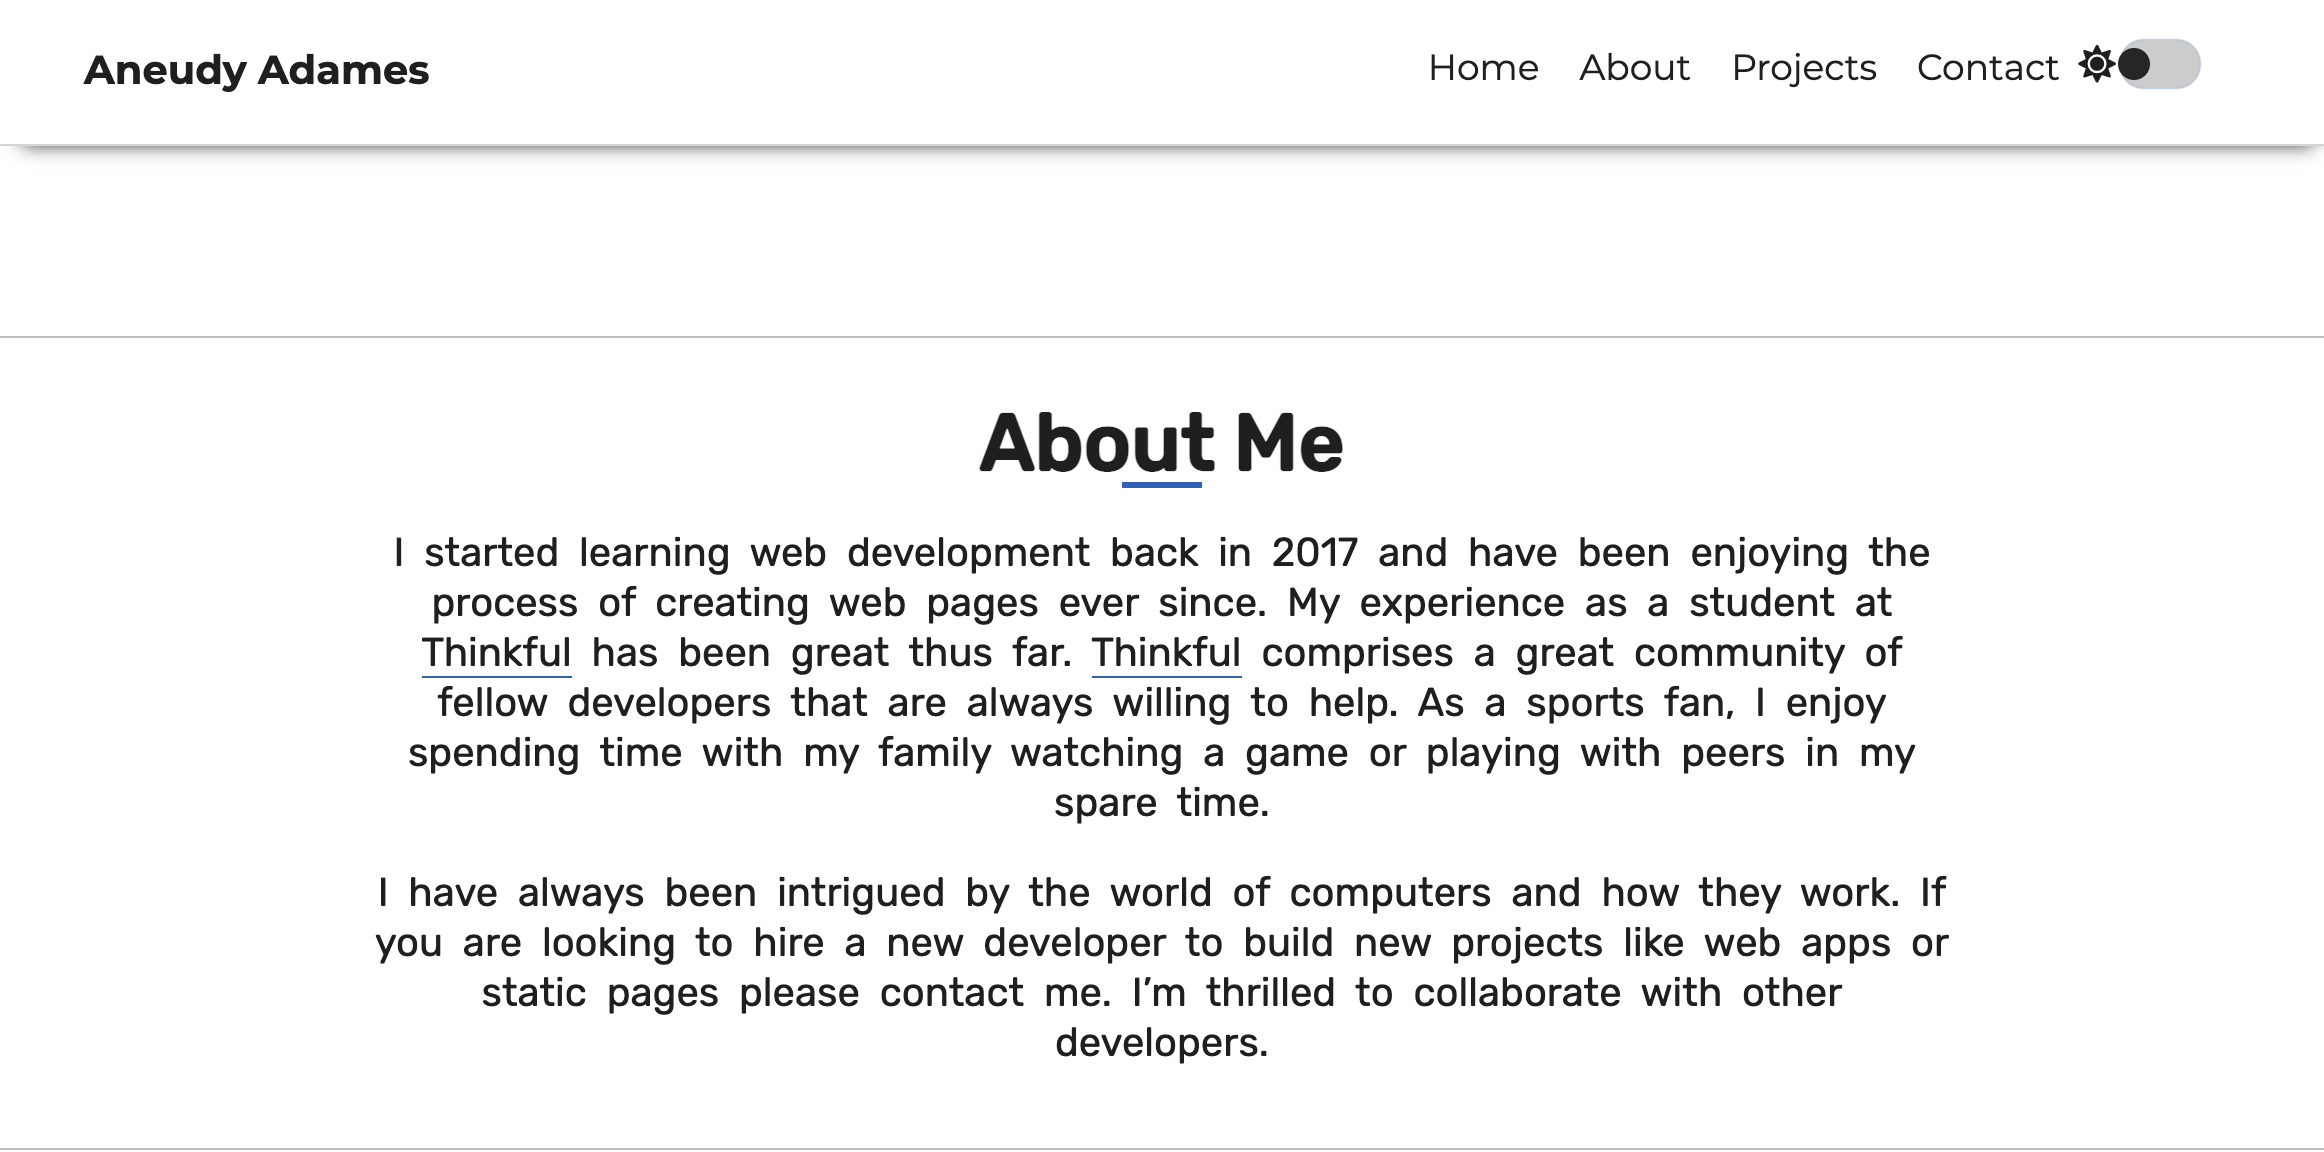 Aneudy Adames
Home About Projects Contact
About Me
I started learning web development back in 2017 and have been enjoying the
process of creating web pages ever since. My experience as a student at
Thinkful has been great thus far. Thinkful comprises a great community of
fellow developers that are always willing to help. As a sports fan, I enjoy
spending time with my family watching a game or playing with peers in my
spare time.
I have always been intrigued by the world of computers and how they work. If
you are looking to hire a new developer to build new projects like web apps or
static pages please contact me. I’m thrilled to collaborate with other
developers.